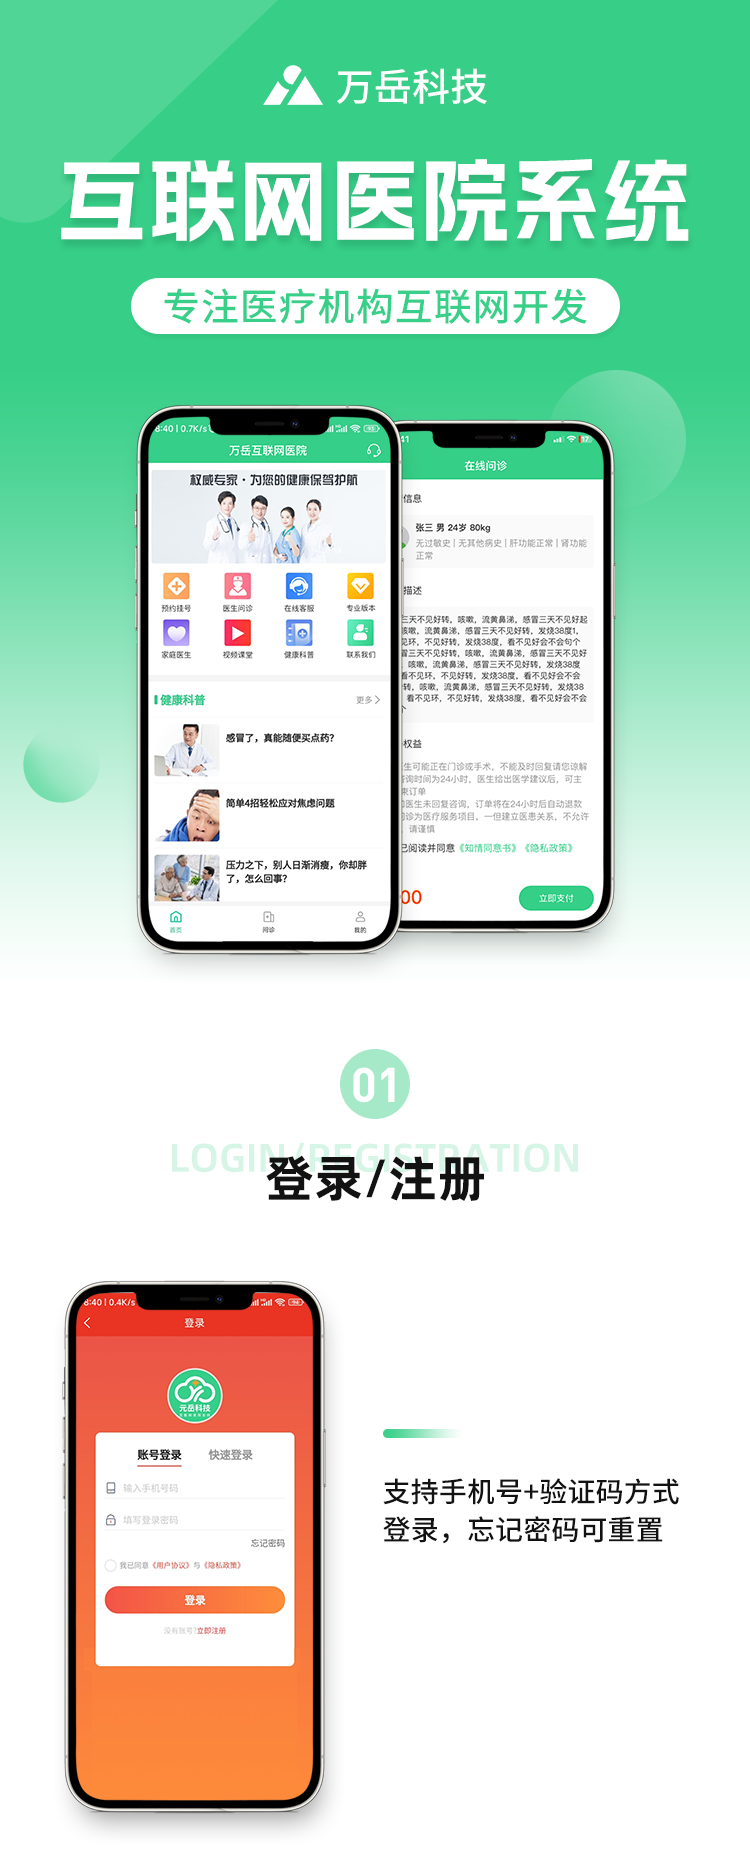 万岳科技
互联网医院系统
专注医疗机构互联网开发
8:40 | 0.7K/s
万岳互联网医院
权威专家·为您的健康保驾护航
预约挂号
医生问诊
在线客服
专业版本
家庭医生
视频课堂
健康科普
联系我们
健康科普
更多
感冒了，真能随便买点药？
简单4招轻松应对焦虑问题
压力之下，别人日渐消瘦，你却胖
了，怎么回事？
首页
问诊
我的
41
在线问诊
信息
张三 男 24岁 80kg
无过敏史 | 无其他病史 | 肝功能正常 | 肾功能
正常
描述
三天不见好转，咳嗽，流黄鼻涕，感冒三天不见好起
咳嗽，流黄鼻涕，感冒三天不见好转，发烧38度1，
见环，不见好转，发烧38度，看不见好会不会句个
冒三天不见好转，咳嗽，流黄鼻涕，感冒三天不见好
咳嗽，流黄鼻涕，感冒三天不见好转，发烧38度
看不见环，不见好转，发烧38度，看不见好会不会
转，咳嗽，流黄鼻涕，感冒三天不见好转，发烧38
看不见环，不见好转，发烧38度，看不见好会不会
个
权益
生可能正在门诊或手术，不能及时回复请您谅解
咨询时间为24小时，医生给出医学建议后，可主
束订单
如医生未回复咨询，订单将在24小时后自动退款
问诊为医疗服务项目，一但建立医患关系，不允许
，请谨慎
已阅读并同意《知情同意书》《隐私政策》
00
立即支付
01
LOGIN/REGISTRATION
登录/注册
8:40 | 0.4K/s
登录
元岳科技
账号登录
快速登录
输入手机号码
填写登录密码
忘记密码
我已同意《用户协议》与《隐私政策》
登录
没有账号?立即注册
支持手机号+验证码方式
登录，忘记密码可重置